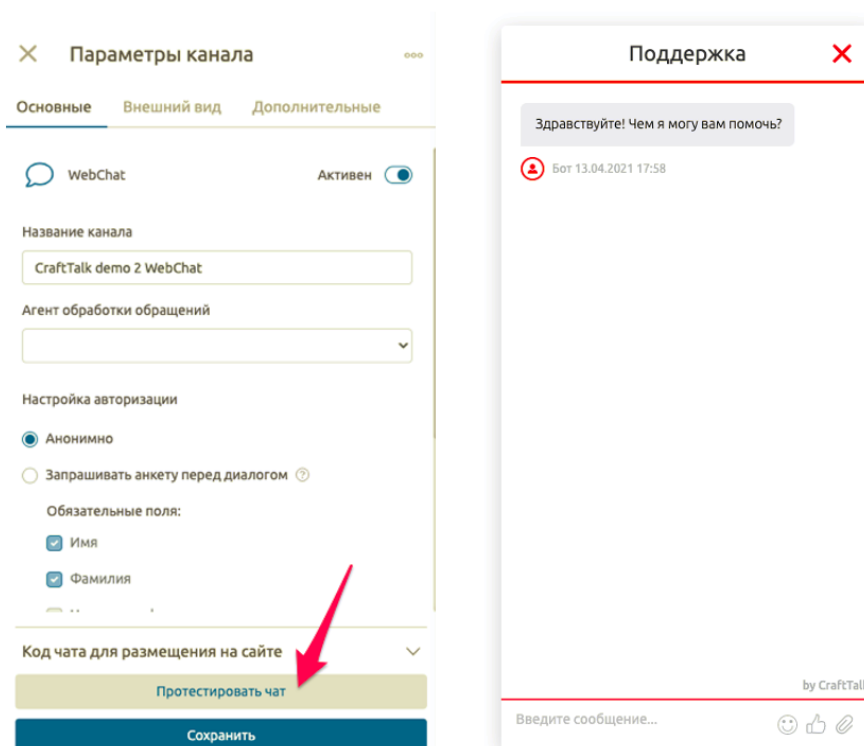 Параметры канала
Основные Внешний вид Дополнительные
WebChat Активен
Название канала
CraftTalk demo 2 WebChat
Агент обработки обращений
Настройка авторизации
Анонимно
Запрашивать анкету перед диалогом ?
Обязательные поля:
Имя
Фамилия
Код чата для размещения на сайте
Протестировать чат
Сохранить
Поддержка
Здравствуйте! Чем я могу вам помочь?
Бот 13.04.2021 17:58
by CraftTalk
Введите сообщение...